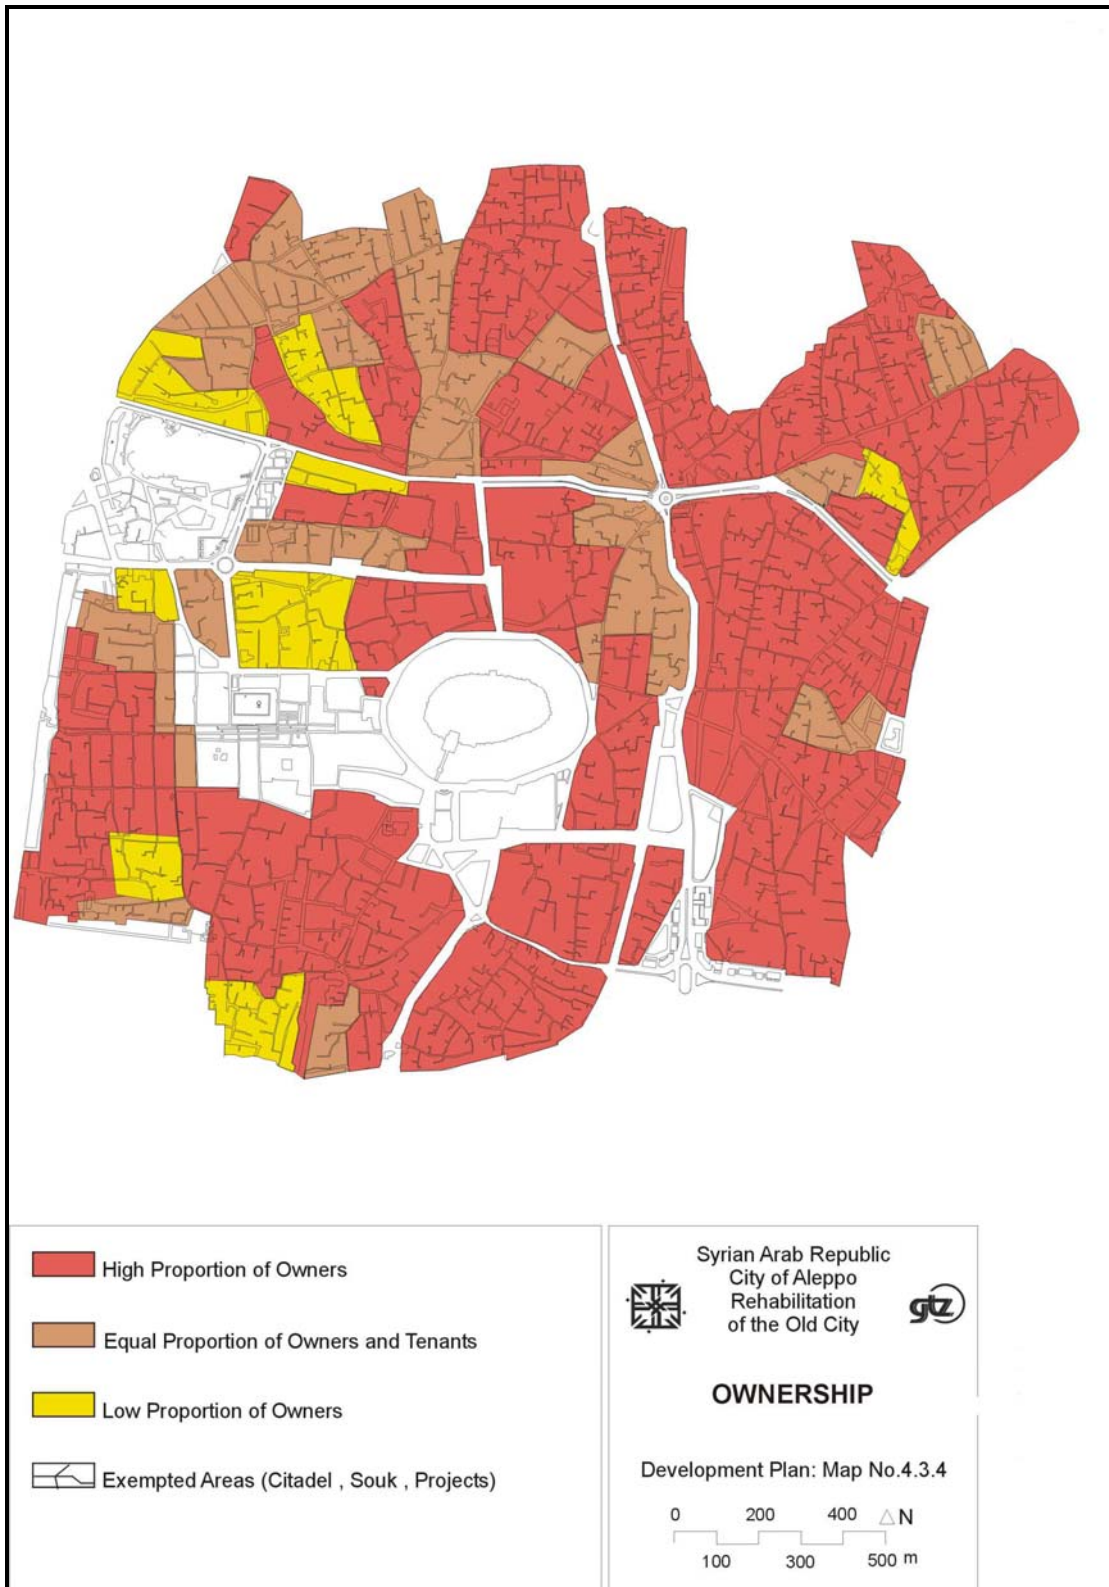 High Proportion of Owners
Equal Proportion of Owners and Tenants
Low Proportion of Owners
Exempted Areas (Citadel , Souk , Projects)
Syrian Arab Republic
City of Aleppo
Rehabilitation
of the Old City
gtz
OWNERSHIP
Development Plan: Map No.4.3.4
0 200 400 N
100 300 500 m